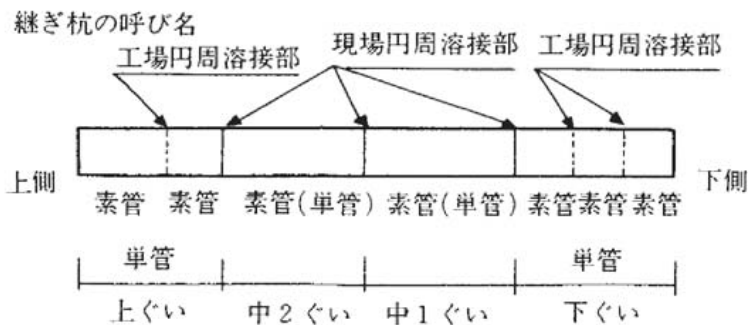 継ぎ杭の呼び名
工場円周溶接部 現場円周溶接部 工場円周溶接部
上側 下側
素管 素管 素管(単管) 素管(単管) 素管 素管 素管
単管 単管
上ぐい 中2ぐい 中1ぐい 下ぐい